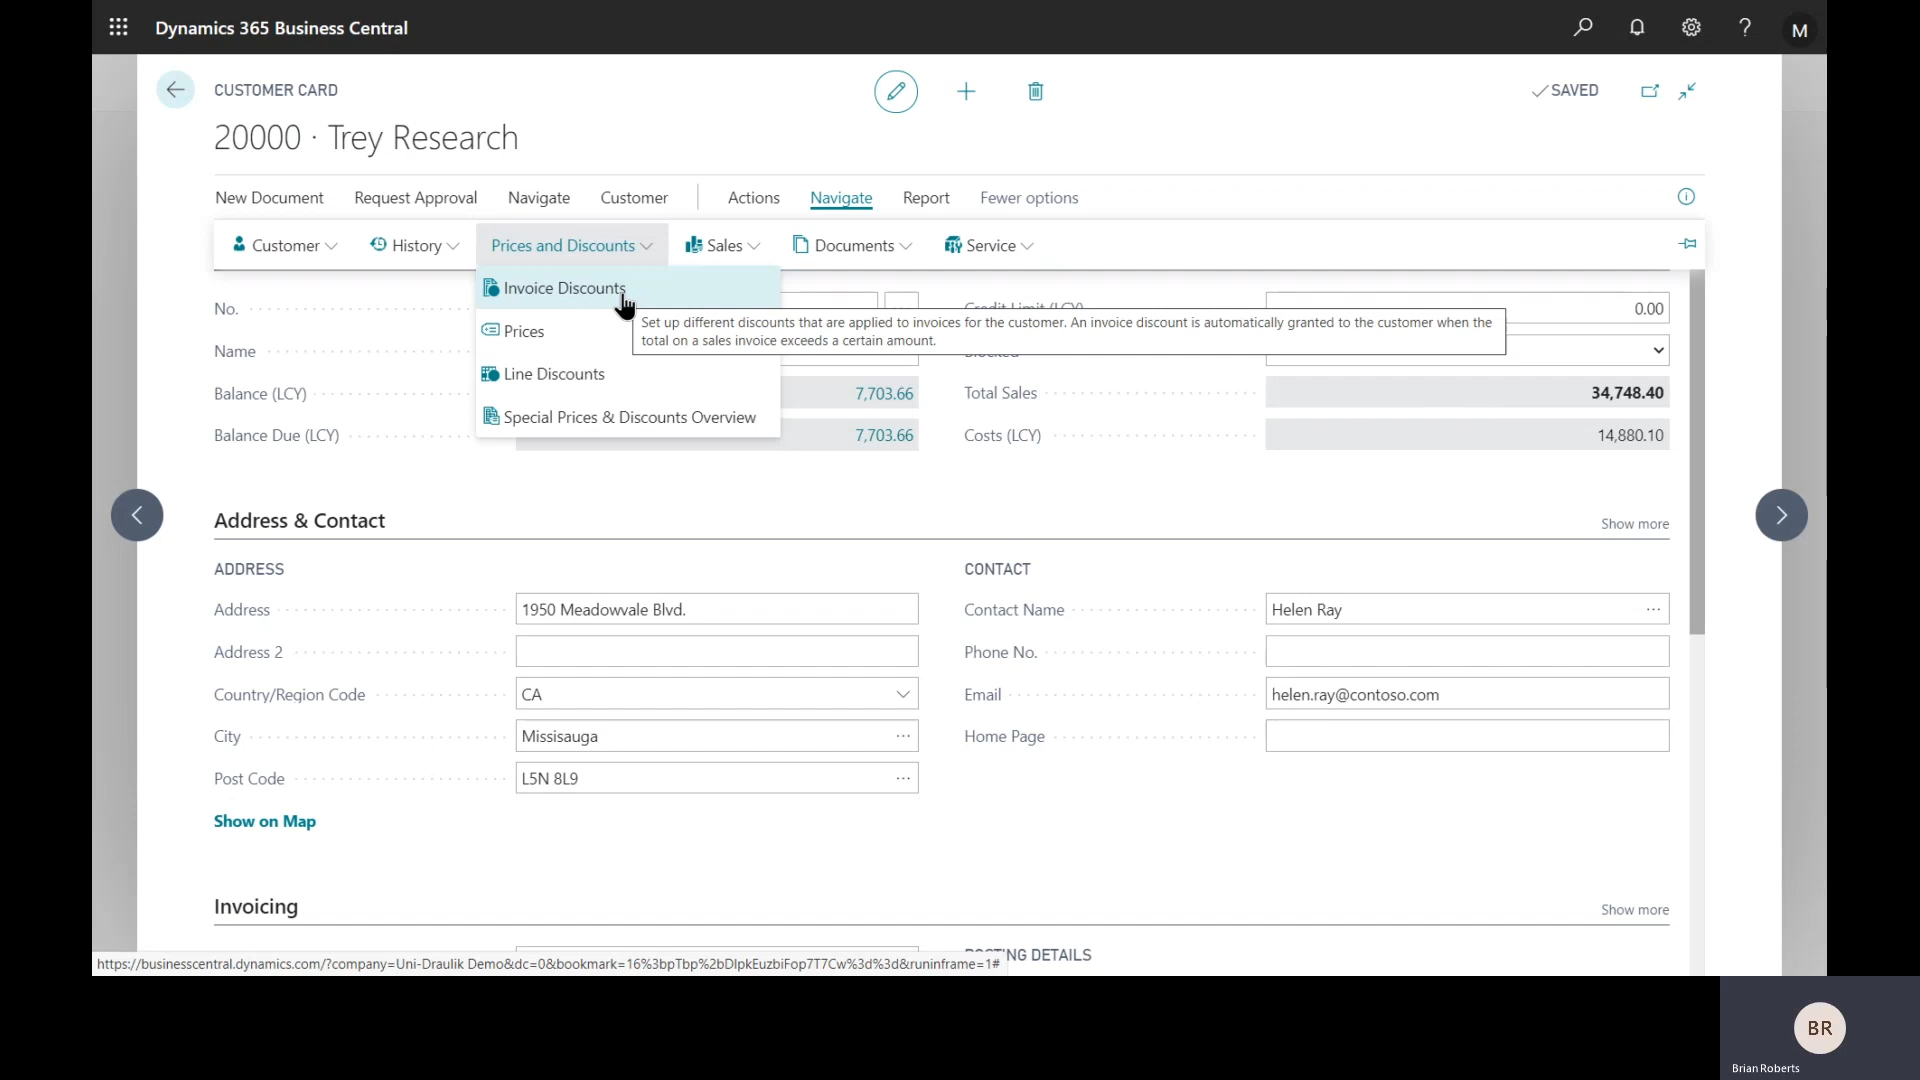 Dynamics 365 Business Central
M
CUSTOMER CARD
SAVED
20000 · Trey Research
New Document Request Approval Navigate Customer Actions Navigate Report Fewer options
Customer History Prices and Discounts Sales Documents Service
Invoice Discounts
Prices
Line Discounts
Special Prices & Discounts Overview
Set up different discounts that are applied to invoices for the customer. An invoice discount is automatically granted to the customer when the
total on a sales invoice exceeds a certain amount.
No.
Name
Balance (LCY) 7,703.66
Balance Due (LCY) 7,703.66
Credit Limit (LCY) 0.00
Total Sales 34,748.40
Costs (LCY) 14,880.10
Address & Contact Show more
ADDRESS
Address 1950 Meadowvale Blvd.
Address 2
Country/Region Code CA
City Missisauga
Post Code L5N 8L9
Show on Map
CONTACT
Contact Name Helen Ray
Phone No.
Email helen.ray@contoso.com
Home Page
Invoicing Show more
NG DETAILS
https://businesscentral.dynamics.com/?company=Uni-Draulik Demo&dc=0&bookmark=16%3bpTbp%2bDIpkEuzbiFop7T7Cw%3d%3d&runinframe=1#
BR
Brian Roberts